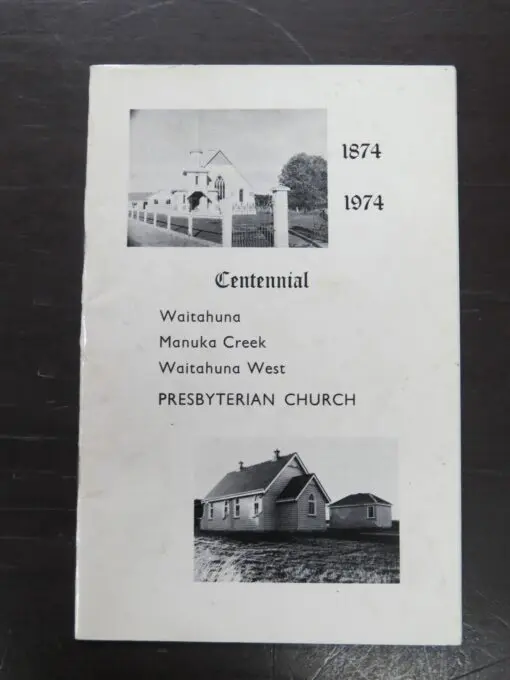 1874
1974
Centennial
Waitahuna
Manuka Creek
Waitahuna West
PRESBYTERIAN CHURCH